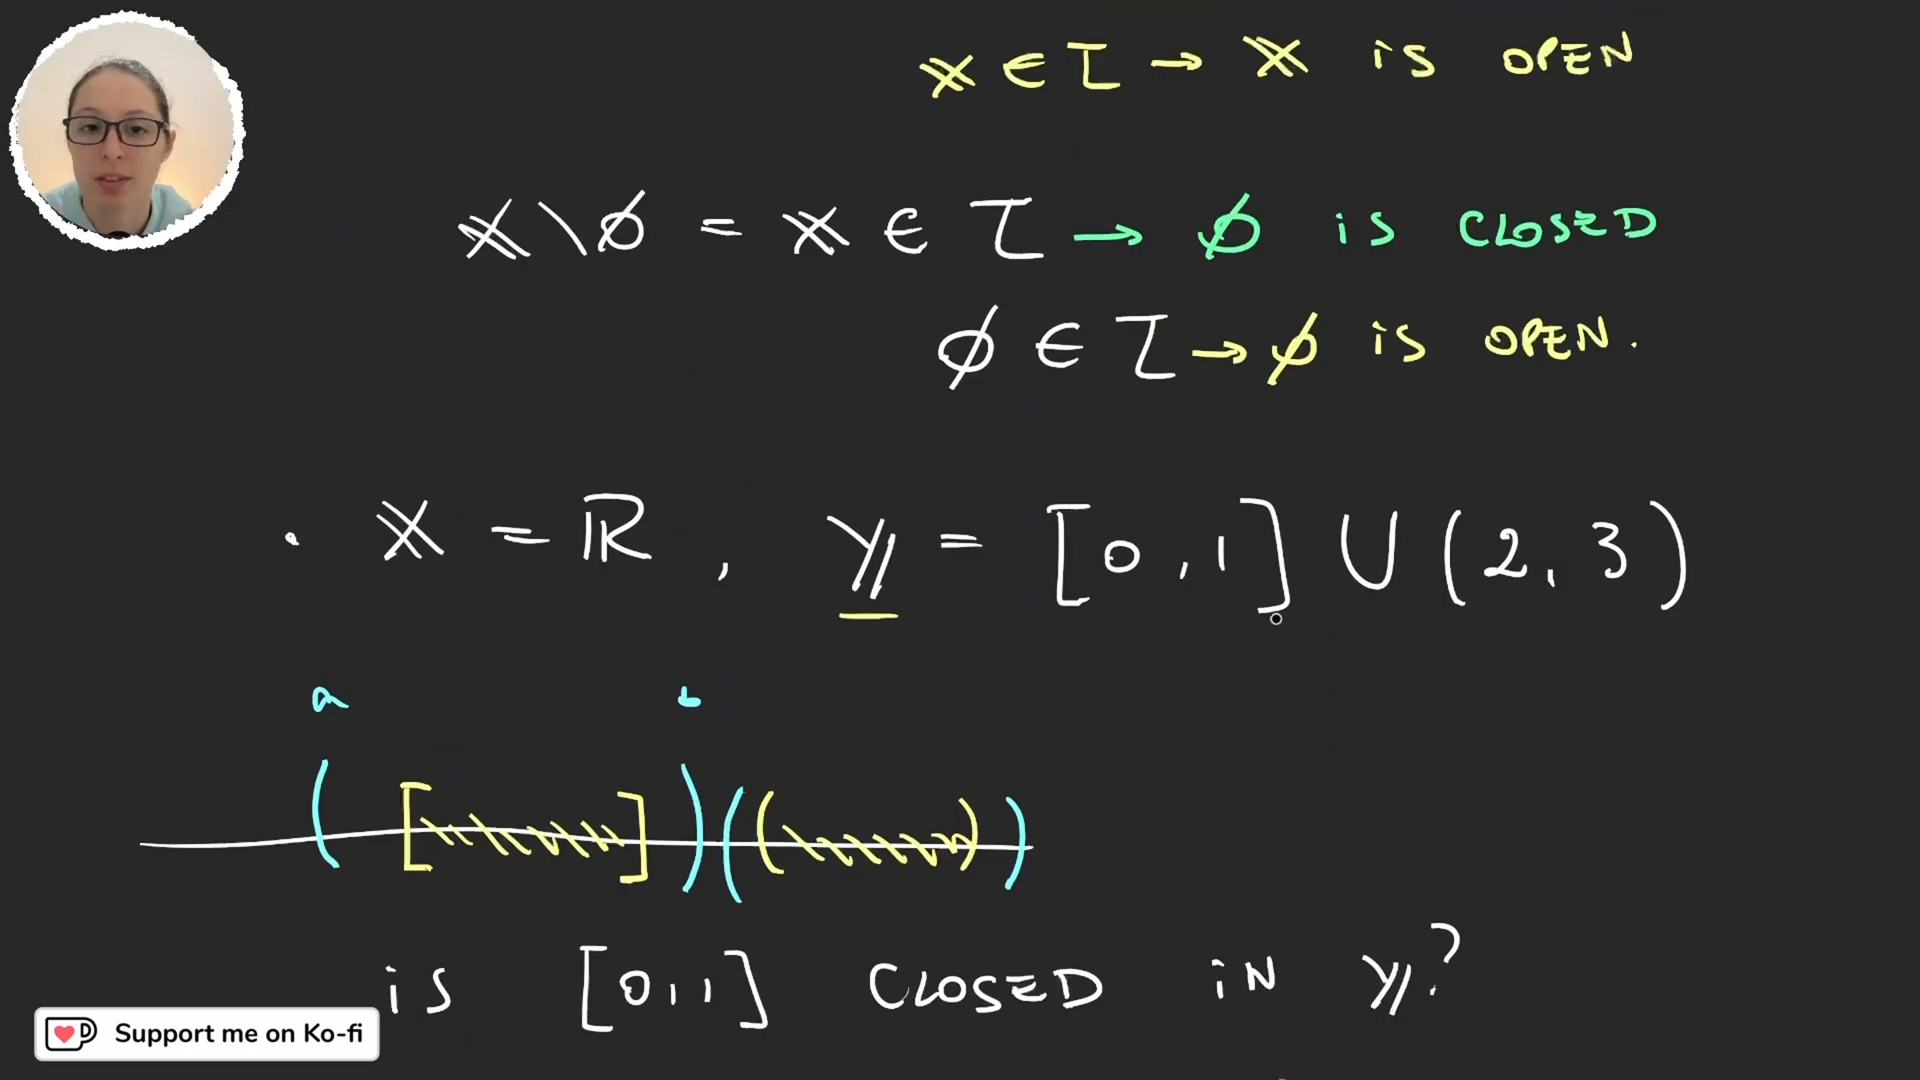 X ∈ τ → X is OPEN
X \ ∅ = X ∈ τ → ∅ is CLOSED
∅ ∈ τ → ∅ is OPEN.
· X = ℝ , Y = [0,1] ∪ (2,3)
a b
is [0,1] CLOSED iN Y?
Support me on Ko-fi